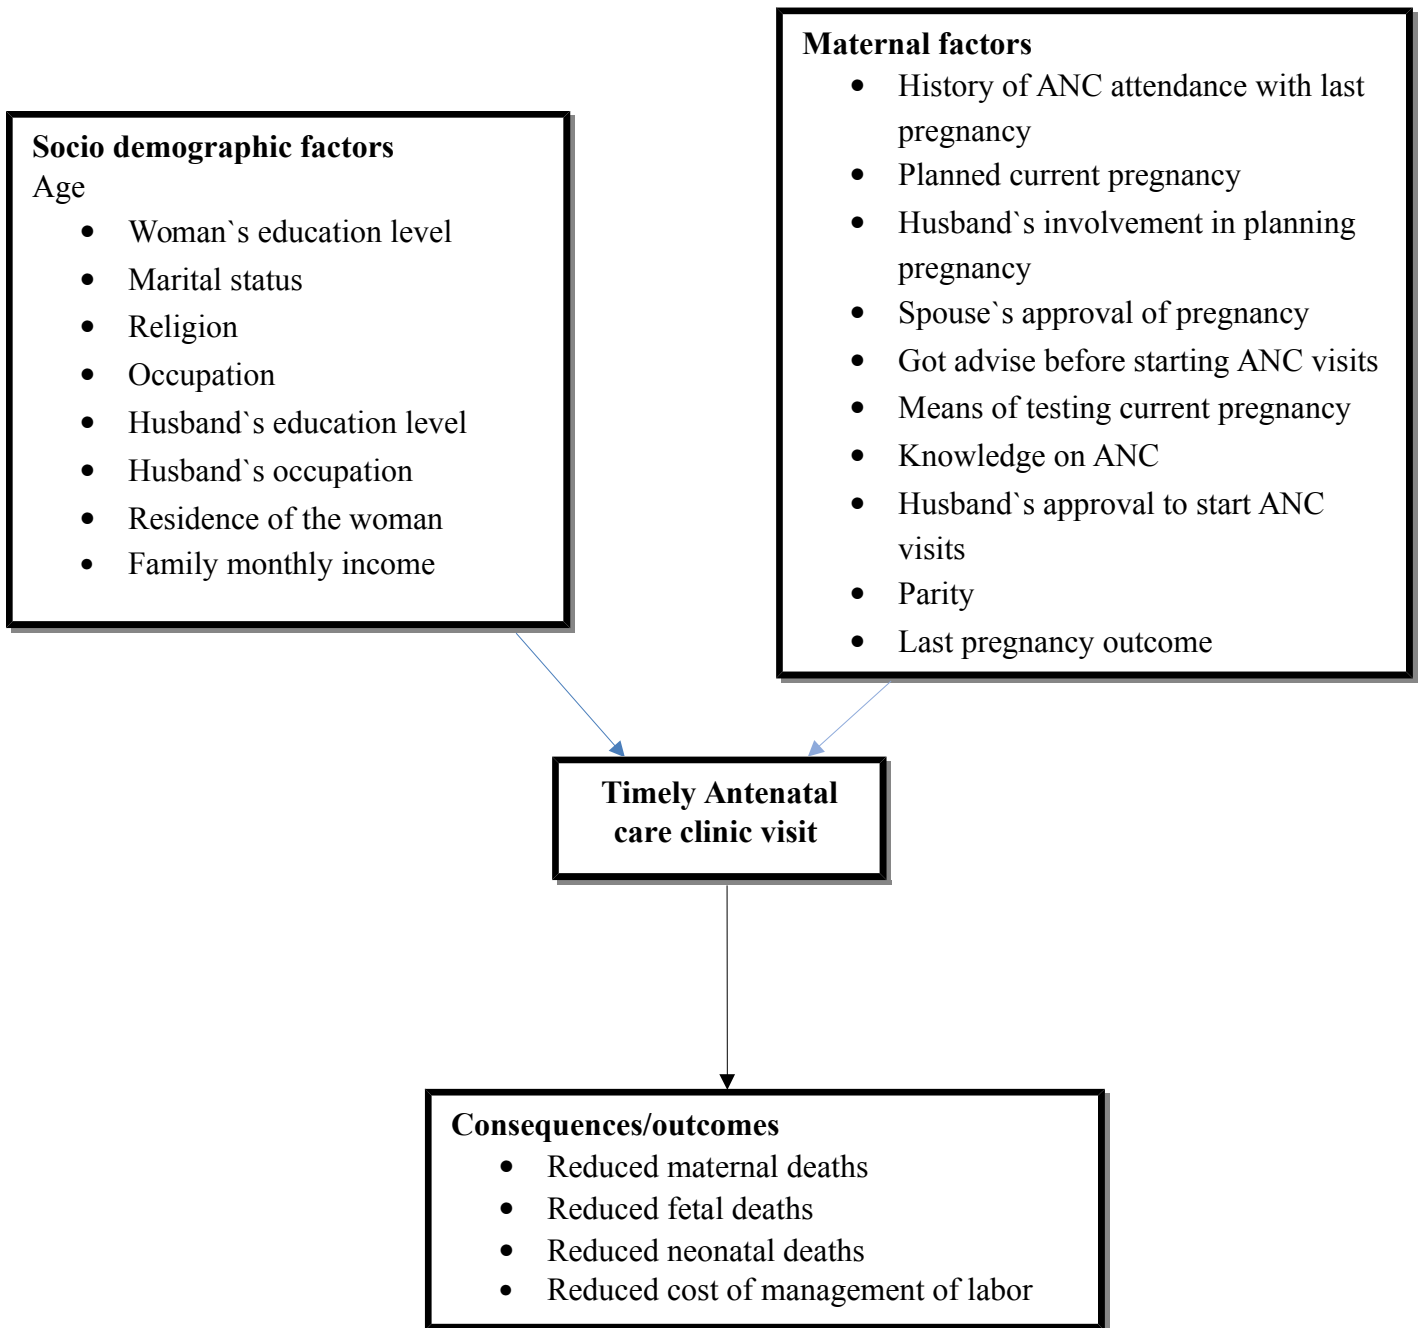 Socio demographic factors
Age
• Woman`s education level
• Marital status
• Religion
• Occupation
• Husband`s education level
• Husband`s occupation
• Residence of the woman
• Family monthly income
Maternal factors
• History of ANC attendance with last
pregnancy
• Planned current pregnancy
• Husband`s involvement in planning
pregnancy
• Spouse`s approval of pregnancy
• Got advise before starting ANC visits
• Means of testing current pregnancy
• Knowledge on ANC
• Husband`s approval to start ANC
visits
• Parity
• Last pregnancy outcome
Timely Antenatal
care clinic visit
Consequences/outcomes
• Reduced maternal deaths
• Reduced fetal deaths
• Reduced neonatal deaths
• Reduced cost of management of labor